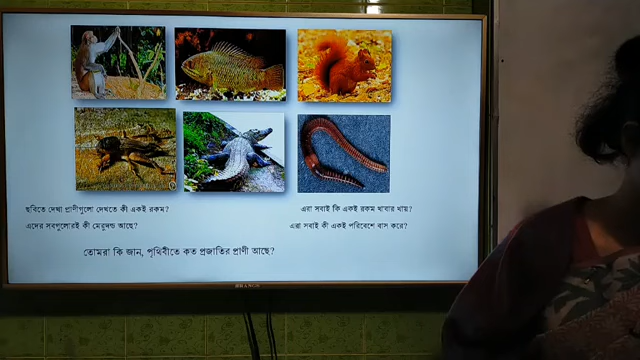 ছবিতে দেখা প্রাণীগুলো দেখতে কী একই রকম?
এরা সবাই কি একই রকম খাবার খায়?
এদের সবগুলোরই কী মেরুদন্ড আছে?
এরা সবাই কী একই পরিবেশে বাস করে?
তোমরা কি জান, পৃথিবীতে কত প্রজাতির প্রাণী আছে?